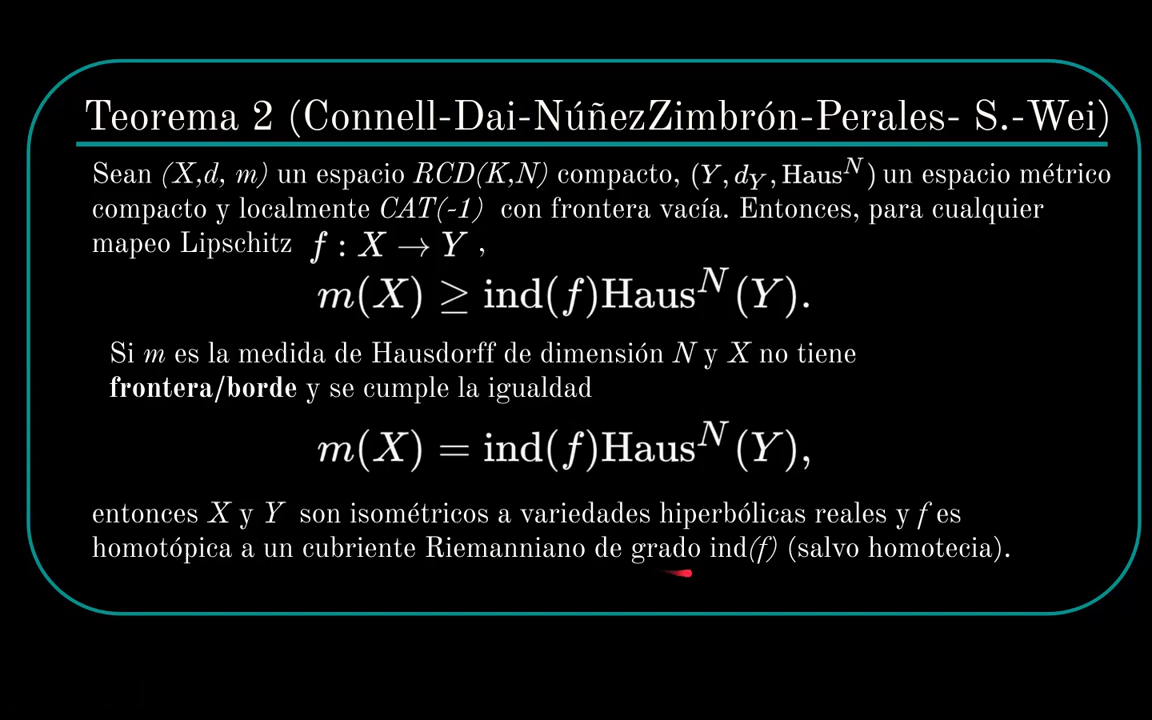 Teorema 2 (Connell-Dai-NúñezZimbrón-Perales- S.-Wei)
Sean (X,d, m) un espacio RCD(K,N) compacto, (Y, d_Y, Haus^N) un espacio métrico
compacto y localmente CAT(-1) con frontera vacía. Entonces, para cualquier
mapeo Lipschitz f : X → Y ,
m(X) ≥ ind(f)Haus^N(Y).
Si m es la medida de Hausdorff de dimensión N y X no tiene
frontera/borde y se cumple la igualdad
m(X) = ind(f)Haus^N(Y),
entonces X y Y son isométricos a variedades hiperbólicas reales y f es
homotópica a un cubriente Riemanniano de grado ind(f) (salvo homotecia).